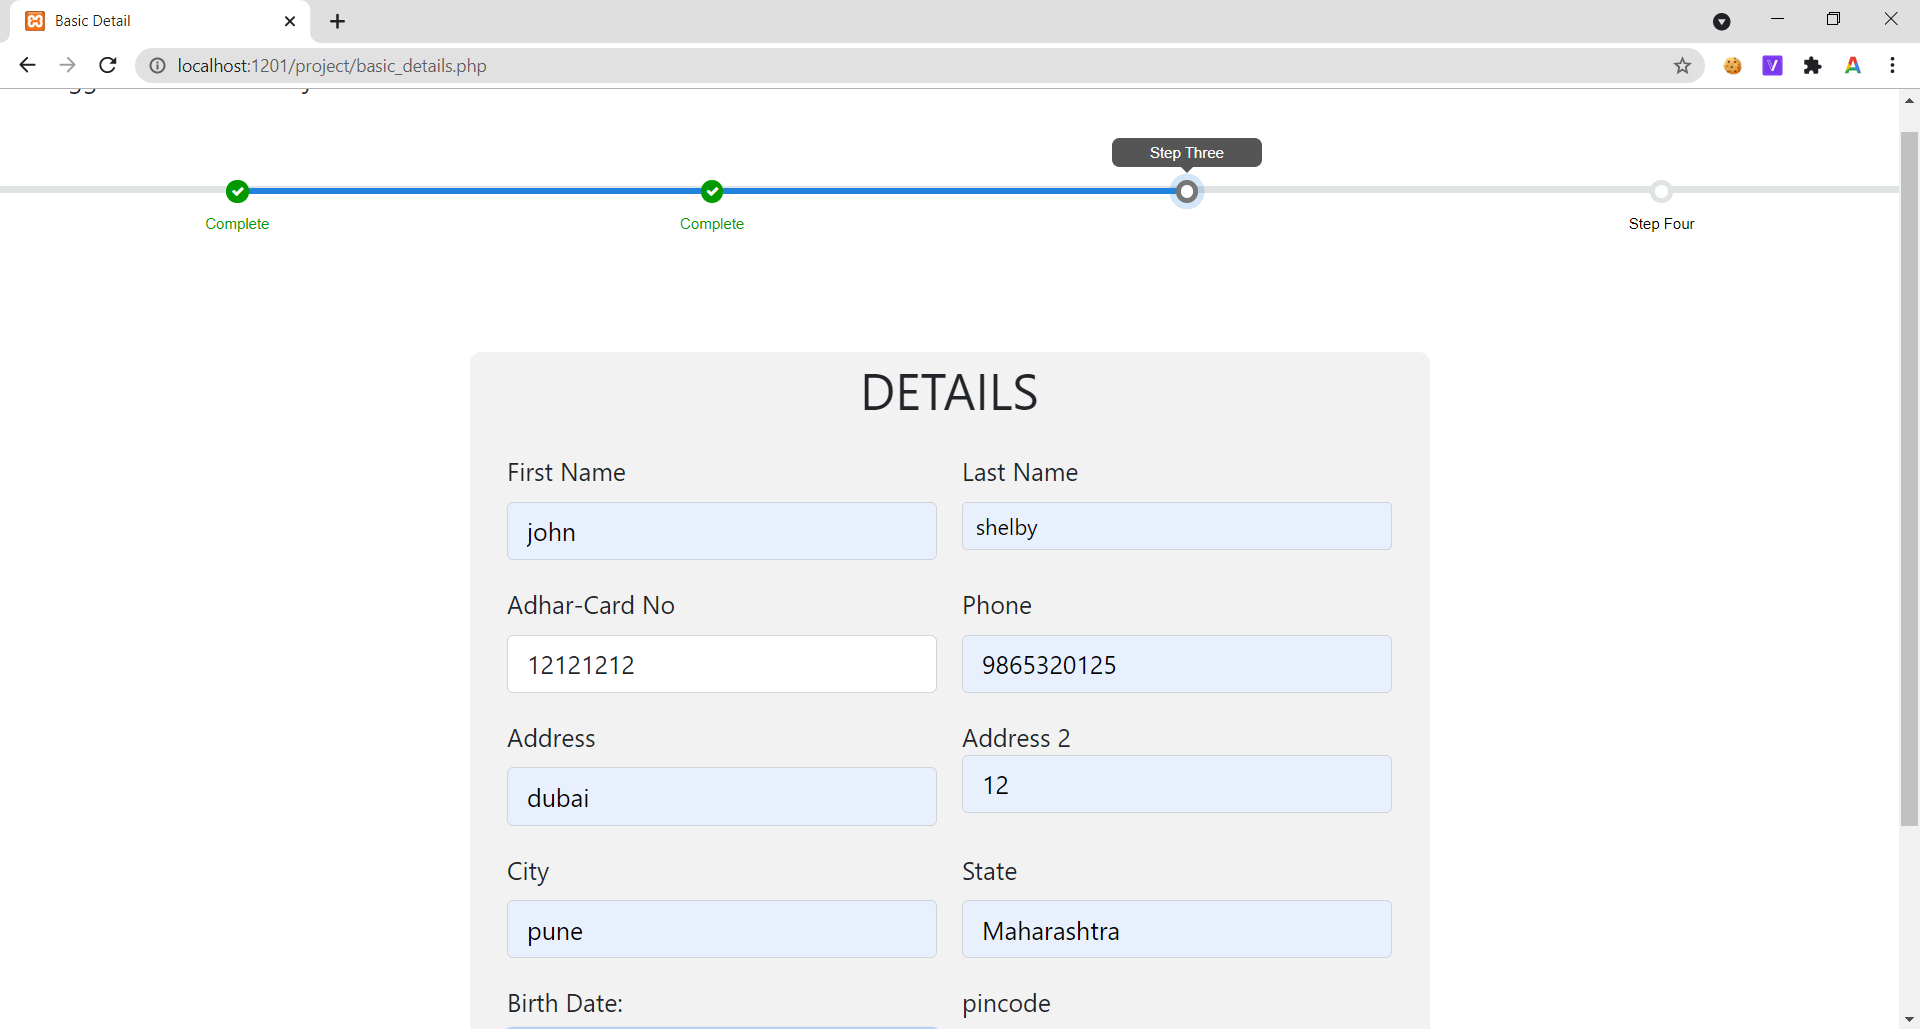 Basic Detail
localhost:1201/project/basic_details.php
Step Three
Complete
Complete
Step Four
DETAILS
First Name
Last Name
john
shelby
Adhar-Card No
Phone
12121212
9865320125
Address
Address 2
dubai
12
City
State
pune
Maharashtra
Birth Date:
pincode